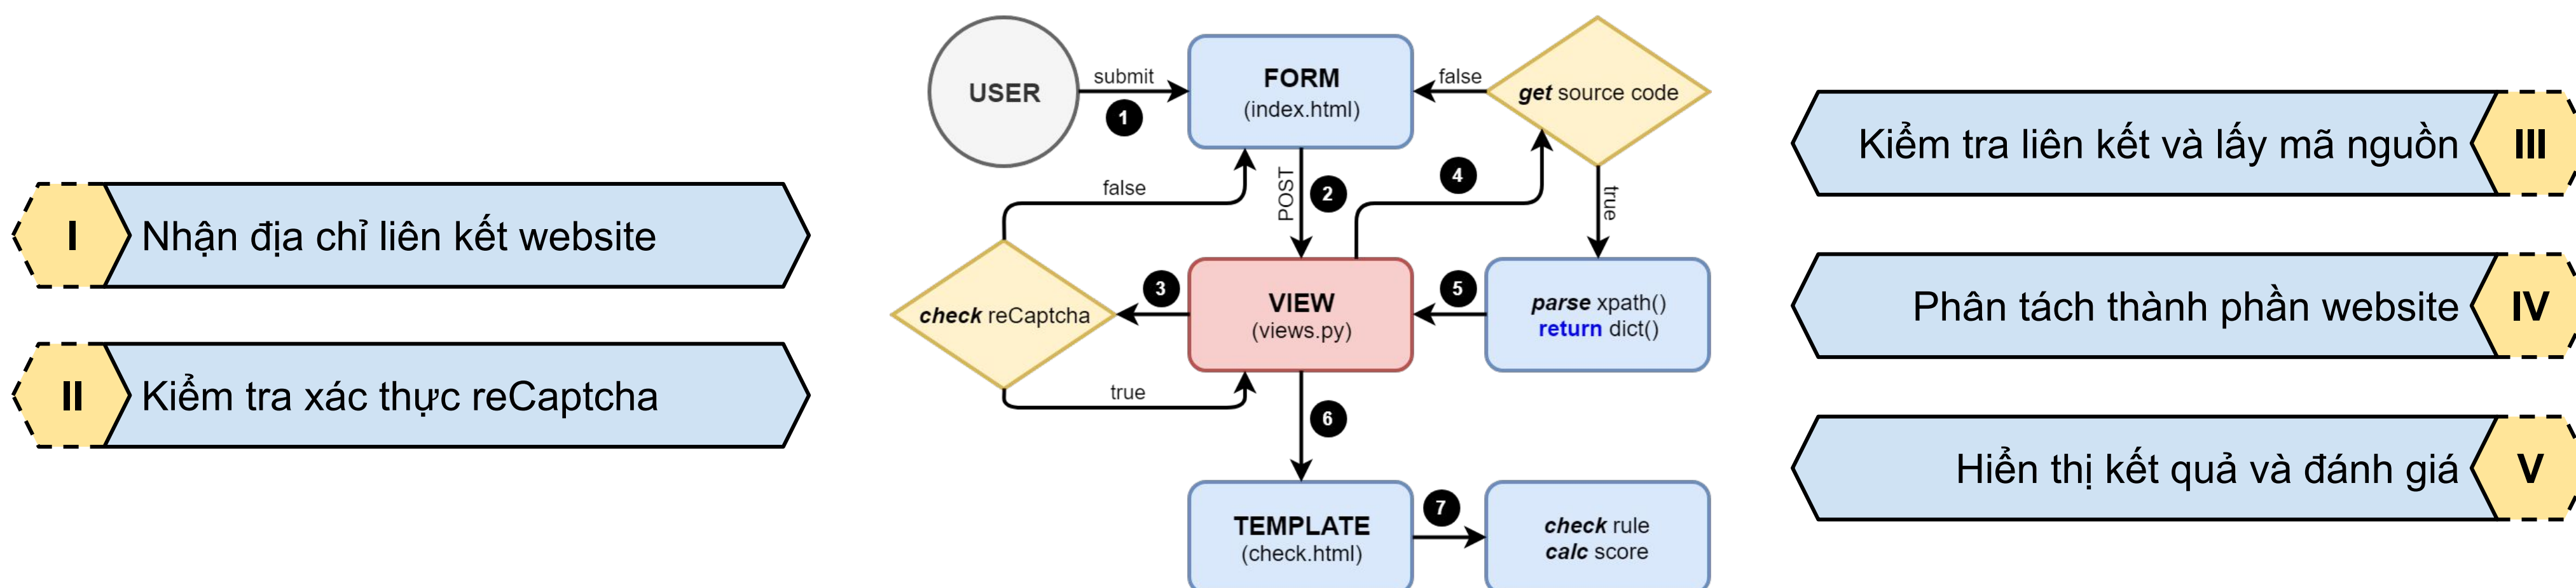 I
Nhận địa chỉ liên kết website
II
Kiểm tra xác thực reCaptcha
USER
submit
1
FORM
(index.html)
false
get source code
false
POST
2
4
true
check reCaptcha
3
VIEW
(views.py)
5
parse xpath()
return dict()
true
6
TEMPLATE
(check.html)
7
check rule
calc score
Kiểm tra liên kết và lấy mã nguồn
III
Phân tách thành phần website
IV
Hiển thị kết quả và đánh giá
V